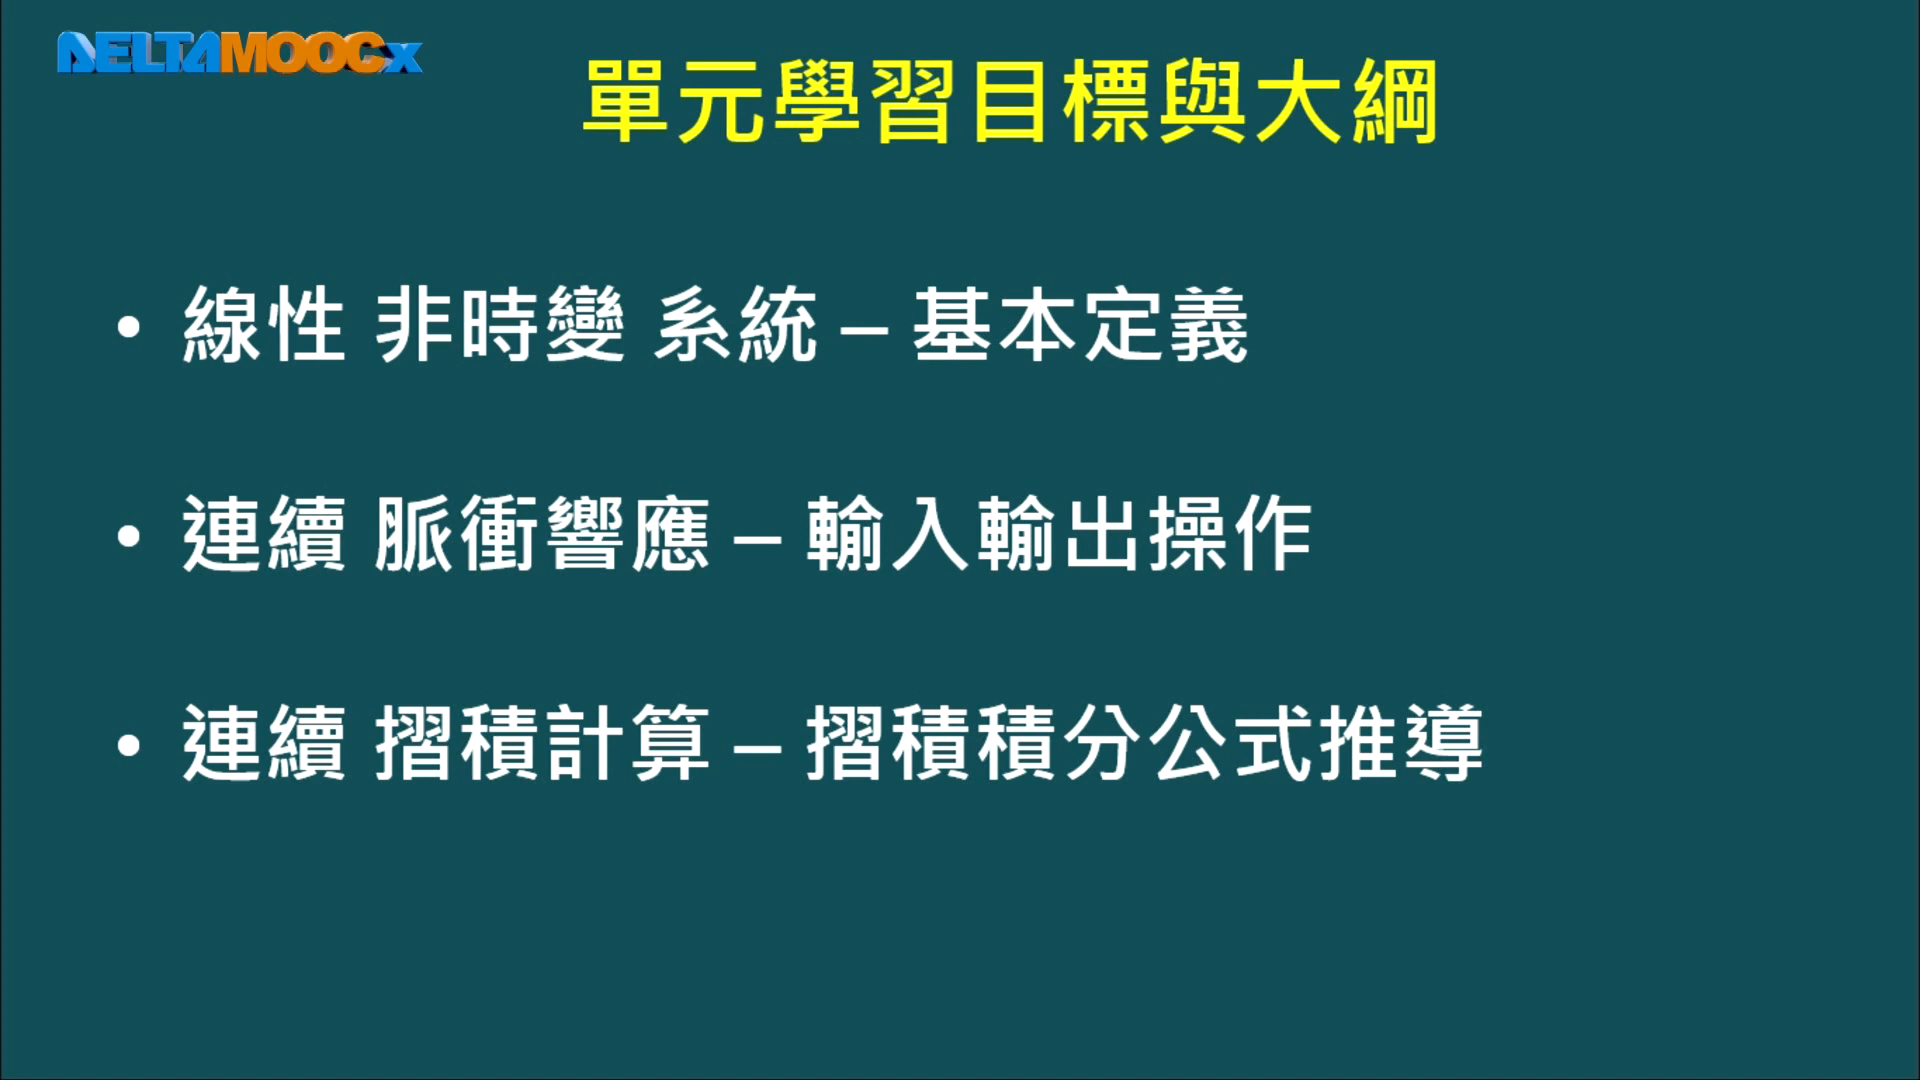 DELTAMOOCx
單元學習目標與大綱
• 線性 非時變 系統 – 基本定義
• 連續 脈衝響應 – 輸入輸出操作
• 連續 摺積計算 – 摺積積分公式推導